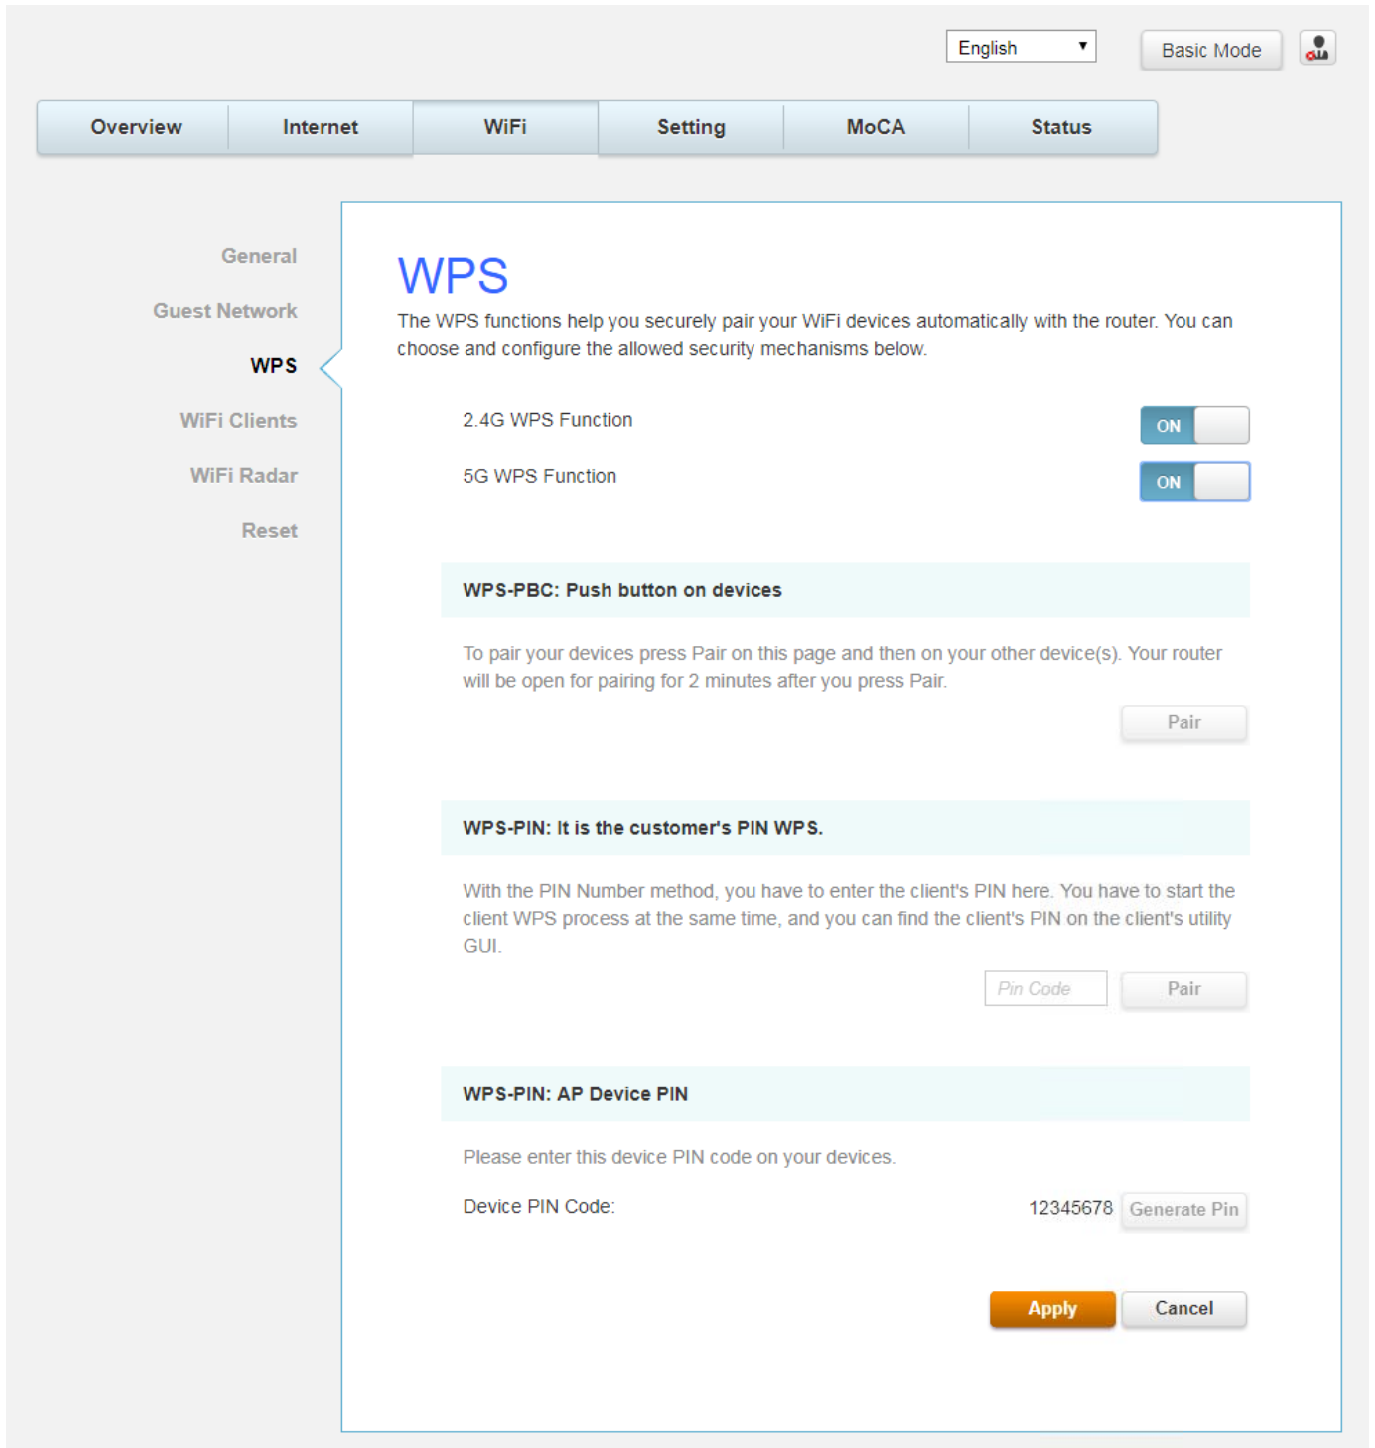 English
Basic Mode
Overview Internet WiFi Setting MoCA Status
General
Guest Network
WPS
WiFi Clients
WiFi Radar
Reset
WPS
The WPS functions help you securely pair your WiFi devices automatically with the router. You can
choose and configure the allowed security mechanisms below.
2.4G WPS Function ON
5G WPS Function ON
WPS-PBC: Push button on devices
To pair your devices press Pair on this page and then on your other device(s). Your router
will be open for pairing for 2 minutes after you press Pair.
Pair
WPS-PIN: It is the customer's PIN WPS.
With the PIN Number method, you have to enter the client's PIN here. You have to start the
client WPS process at the same time, and you can find the client's PIN on the client's utility
GUI.
Pin Code Pair
WPS-PIN: AP Device PIN
Please enter this device PIN code on your devices.
Device PIN Code: 12345678 Generate Pin
Apply Cancel